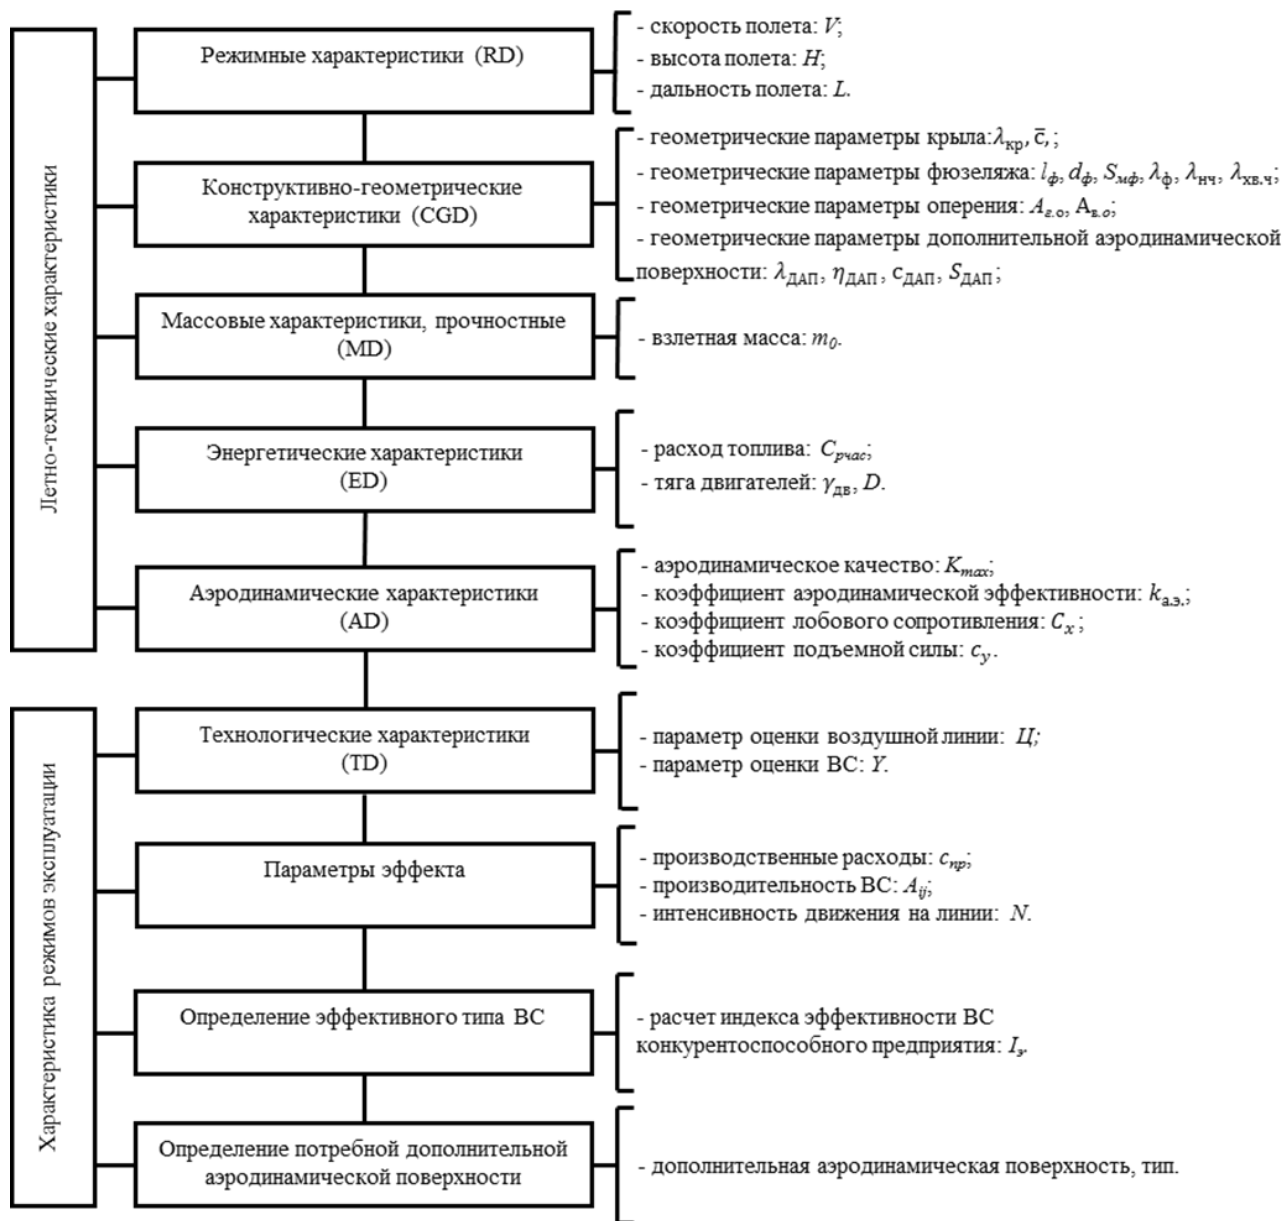 Летно-технические характеристики
Режимные характеристики (RD)
- скорость полета: V;
- высота полета: H;
- дальность полета: L.
Конструктивно-геометрические
характеристики (CGD)
- геометрические параметры крыла:λкр, c̄, ;
- геометрические параметры фюзеляжа: lф, dф, Sмф, λф, λнч, λхв.ч;
- геометрические параметры оперения: Aг.о, Aв.о;
- геометрические параметры дополнительной аэродинамической
поверхности: λДАП, ηДАП, cДАП, SДАП;
Массовые характеристики, прочностные
(MD)
- взлетная масса: m0.
Энергетические характеристики
(ED)
- расход топлива: Cрчас;
- тяга двигателей: γдв, D.
Аэродинамические характеристики
(AD)
- аэродинамическое качество: Kmax;
- коэффициент аэродинамической эффективности: kа.э.;
- коэффициент лобового сопротивления: Cx;
- коэффициент подъемной силы: cy.
Характеристика режимов эксплуатации
Технологические характеристики
(TD)
- параметр оценки воздушной линии: Ц;
- параметр оценки ВС: Y.
Параметры эффекта
- производственные расходы: cпр;
- производительность ВС: Aij;
- интенсивность движения на линии: N.
Определение эффективного типа ВС
- расчет индекса эффективности ВС
конкурентоспособного предприятия: Iэ.
Определение потребной дополнительной
аэродинамической поверхности
- дополнительная аэродинамическая поверхность, тип.